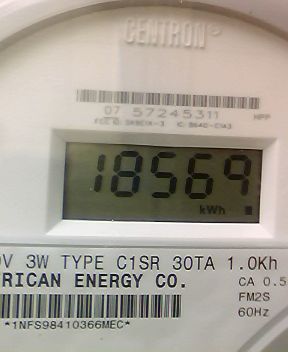 CENTRON®
07 57245311
HPP
18569
kWh
V 3W TYPE C1SR 30TA 1.0Kh
RICAN ENERGY CO.
CA 0.5
FM2S
60Hz
*1NFS98410366MEC*